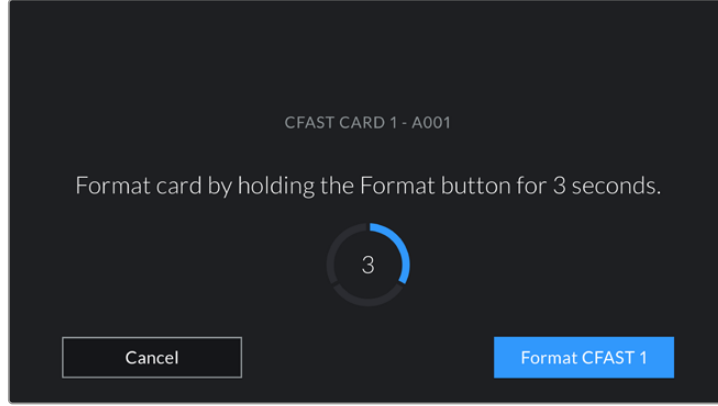 CFAST CARD 1 - A001
Format card by holding the Format button for 3 seconds.
3
Cancel
Format CFAST 1